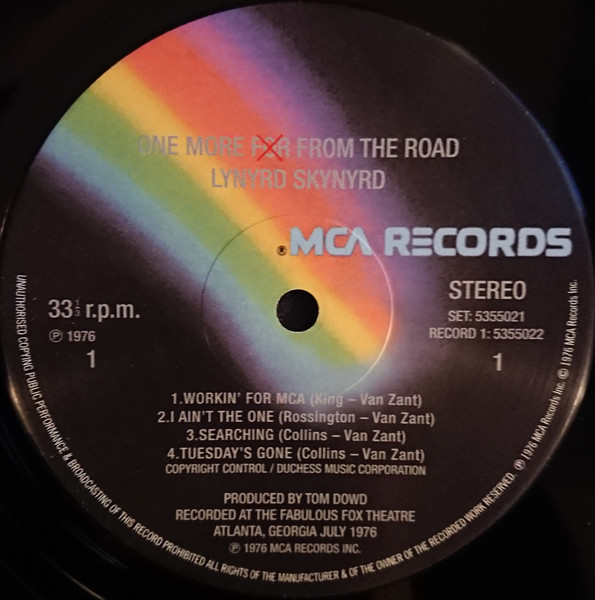 ONE MORE FOR FROM THE ROAD
LYNYRD SKYNYRD
® MCA RECORDS
33⅓ r.p.m.
℗ 1976
1
STEREO
SET: 5355021
RECORD 1: 5355022
1
1.WORKIN' FOR MCA (King – Van Zant)
2.I AIN'T THE ONE (Rossington – Van Zant)
3.SEARCHING (Collins – Van Zant)
4.TUESDAY'S GONE (Collins – Van Zant)
COPYRIGHT CONTROL / DUCHESS MUSIC CORPORATION
PRODUCED BY TOM DOWD
RECORDED AT THE FABULOUS FOX THEATRE
ATLANTA, GEORGIA JULY 1976
℗ 1976 MCA RECORDS INC.
UNAUTHORISED COPYING PUBLIC PERFORMANCE & BROADCASTING OF THIS RECORD PROHIBITED ALL RIGHTS OF THE MANUFACTURER & OF THE OWNER OF THE RECORDED WORK RESERVED. ℗ 1976 MCA Records Inc. © 1976 MCA Records Inc.